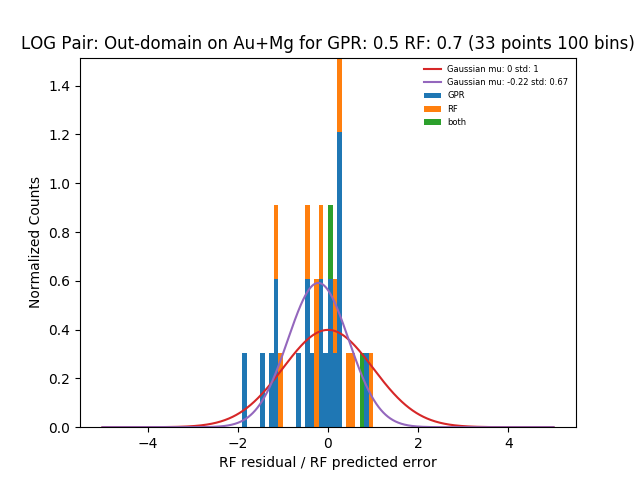 LOG Pair: Out-domain on Au+Mg for GPR: 0.5 RF: 0.7 (33 points 100 bins)
Gaussian mu: 0 std: 1
Gaussian mu: -0.22 std: 0.67
GPR
RF
both
Normalized Counts
1.4
1.2
1.0
0.8
0.6
0.4
0.2
0.0
−4 −2 0 2 4
RF residual / RF predicted error